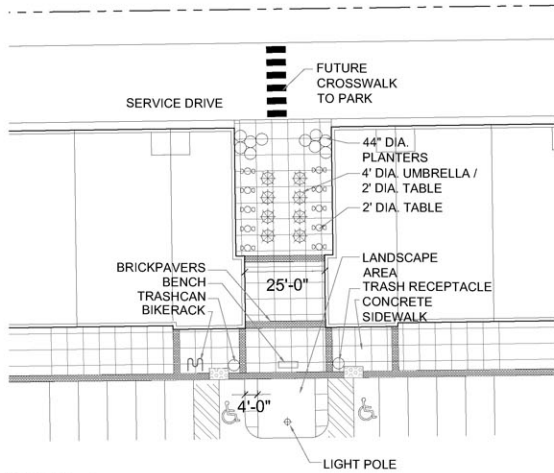 FUTURE
CROSSWALK
TO PARK
SERVICE DRIVE
44" DIA.
PLANTERS
4' DIA. UMBRELLA /
2' DIA. TABLE
2' DIA. TABLE
BRICKPAVERS
BENCH
TRASHCAN
BIKERACK
25'-0"
LANDSCAPE
AREA
TRASH RECEPTACLE
CONCRETE
SIDEWALK
4'-0"
LIGHT POLE